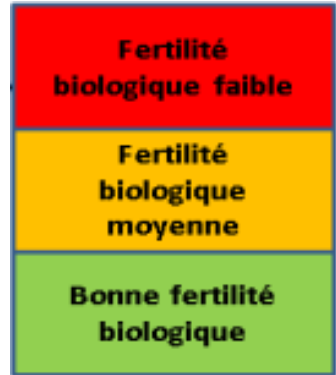 Fertilité
biologique faible
Fertilité
biologique
moyenne
Bonne fertilité
biologique